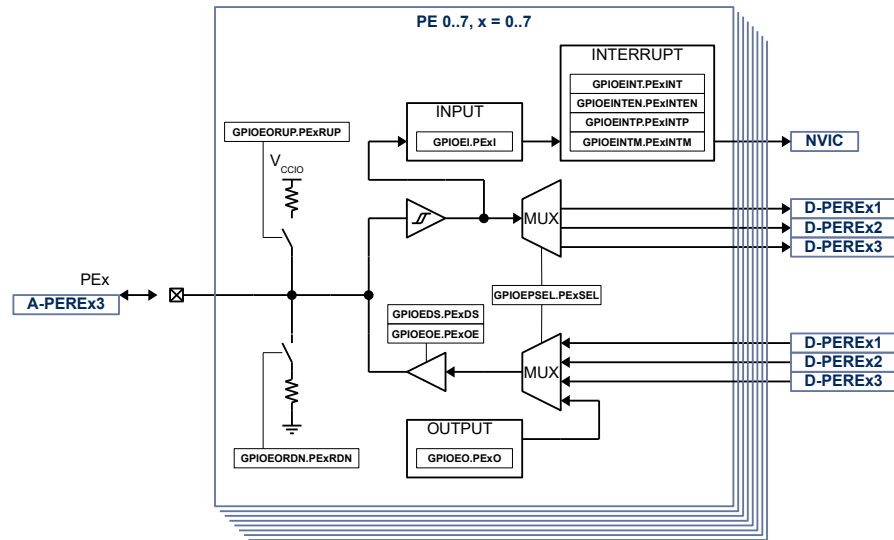 PE 0..7, x = 0..7
INTERRUPT
GPIOEINT.PExINT
GPIOEINTEN.PExINTEN
GPIOEINTP.PExINTP
GPIOEINTM.PExINTM
NVIC
INPUT
GPIOEI.PExI
GPIOEORUP.PExRUP
VCCIO
MUX
D-PEREx1
D-PEREx2
D-PEREx3
PEx
A-PEREx3
GPIOEPSEL.PExSEL
GPIOEDS.PExDS
GPIOEOE.PExOE
MUX
D-PEREx1
D-PEREx2
D-PEREx3
OUTPUT
GPIOEO.PExO
GPIOEORDN.PExRDN